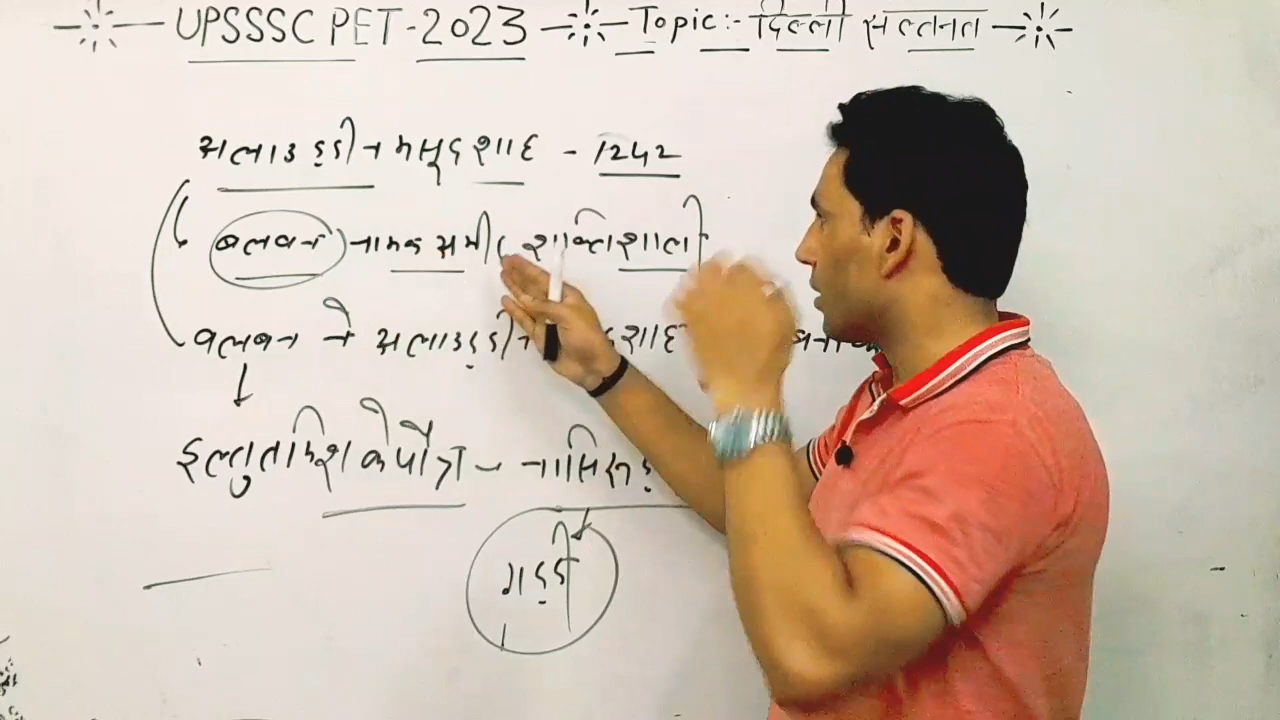 UPSSSC PET-2023 Topic:- दिल्ली सल्तनत
अलाउद्दीन मसूदशाह - 1242
बलबन नामक अमीर शक्तिशाली
बलबन ने अलाउद्दीन शाह
इल्तुतमिश के पौत्र - नासिरुद्द
गद्दी